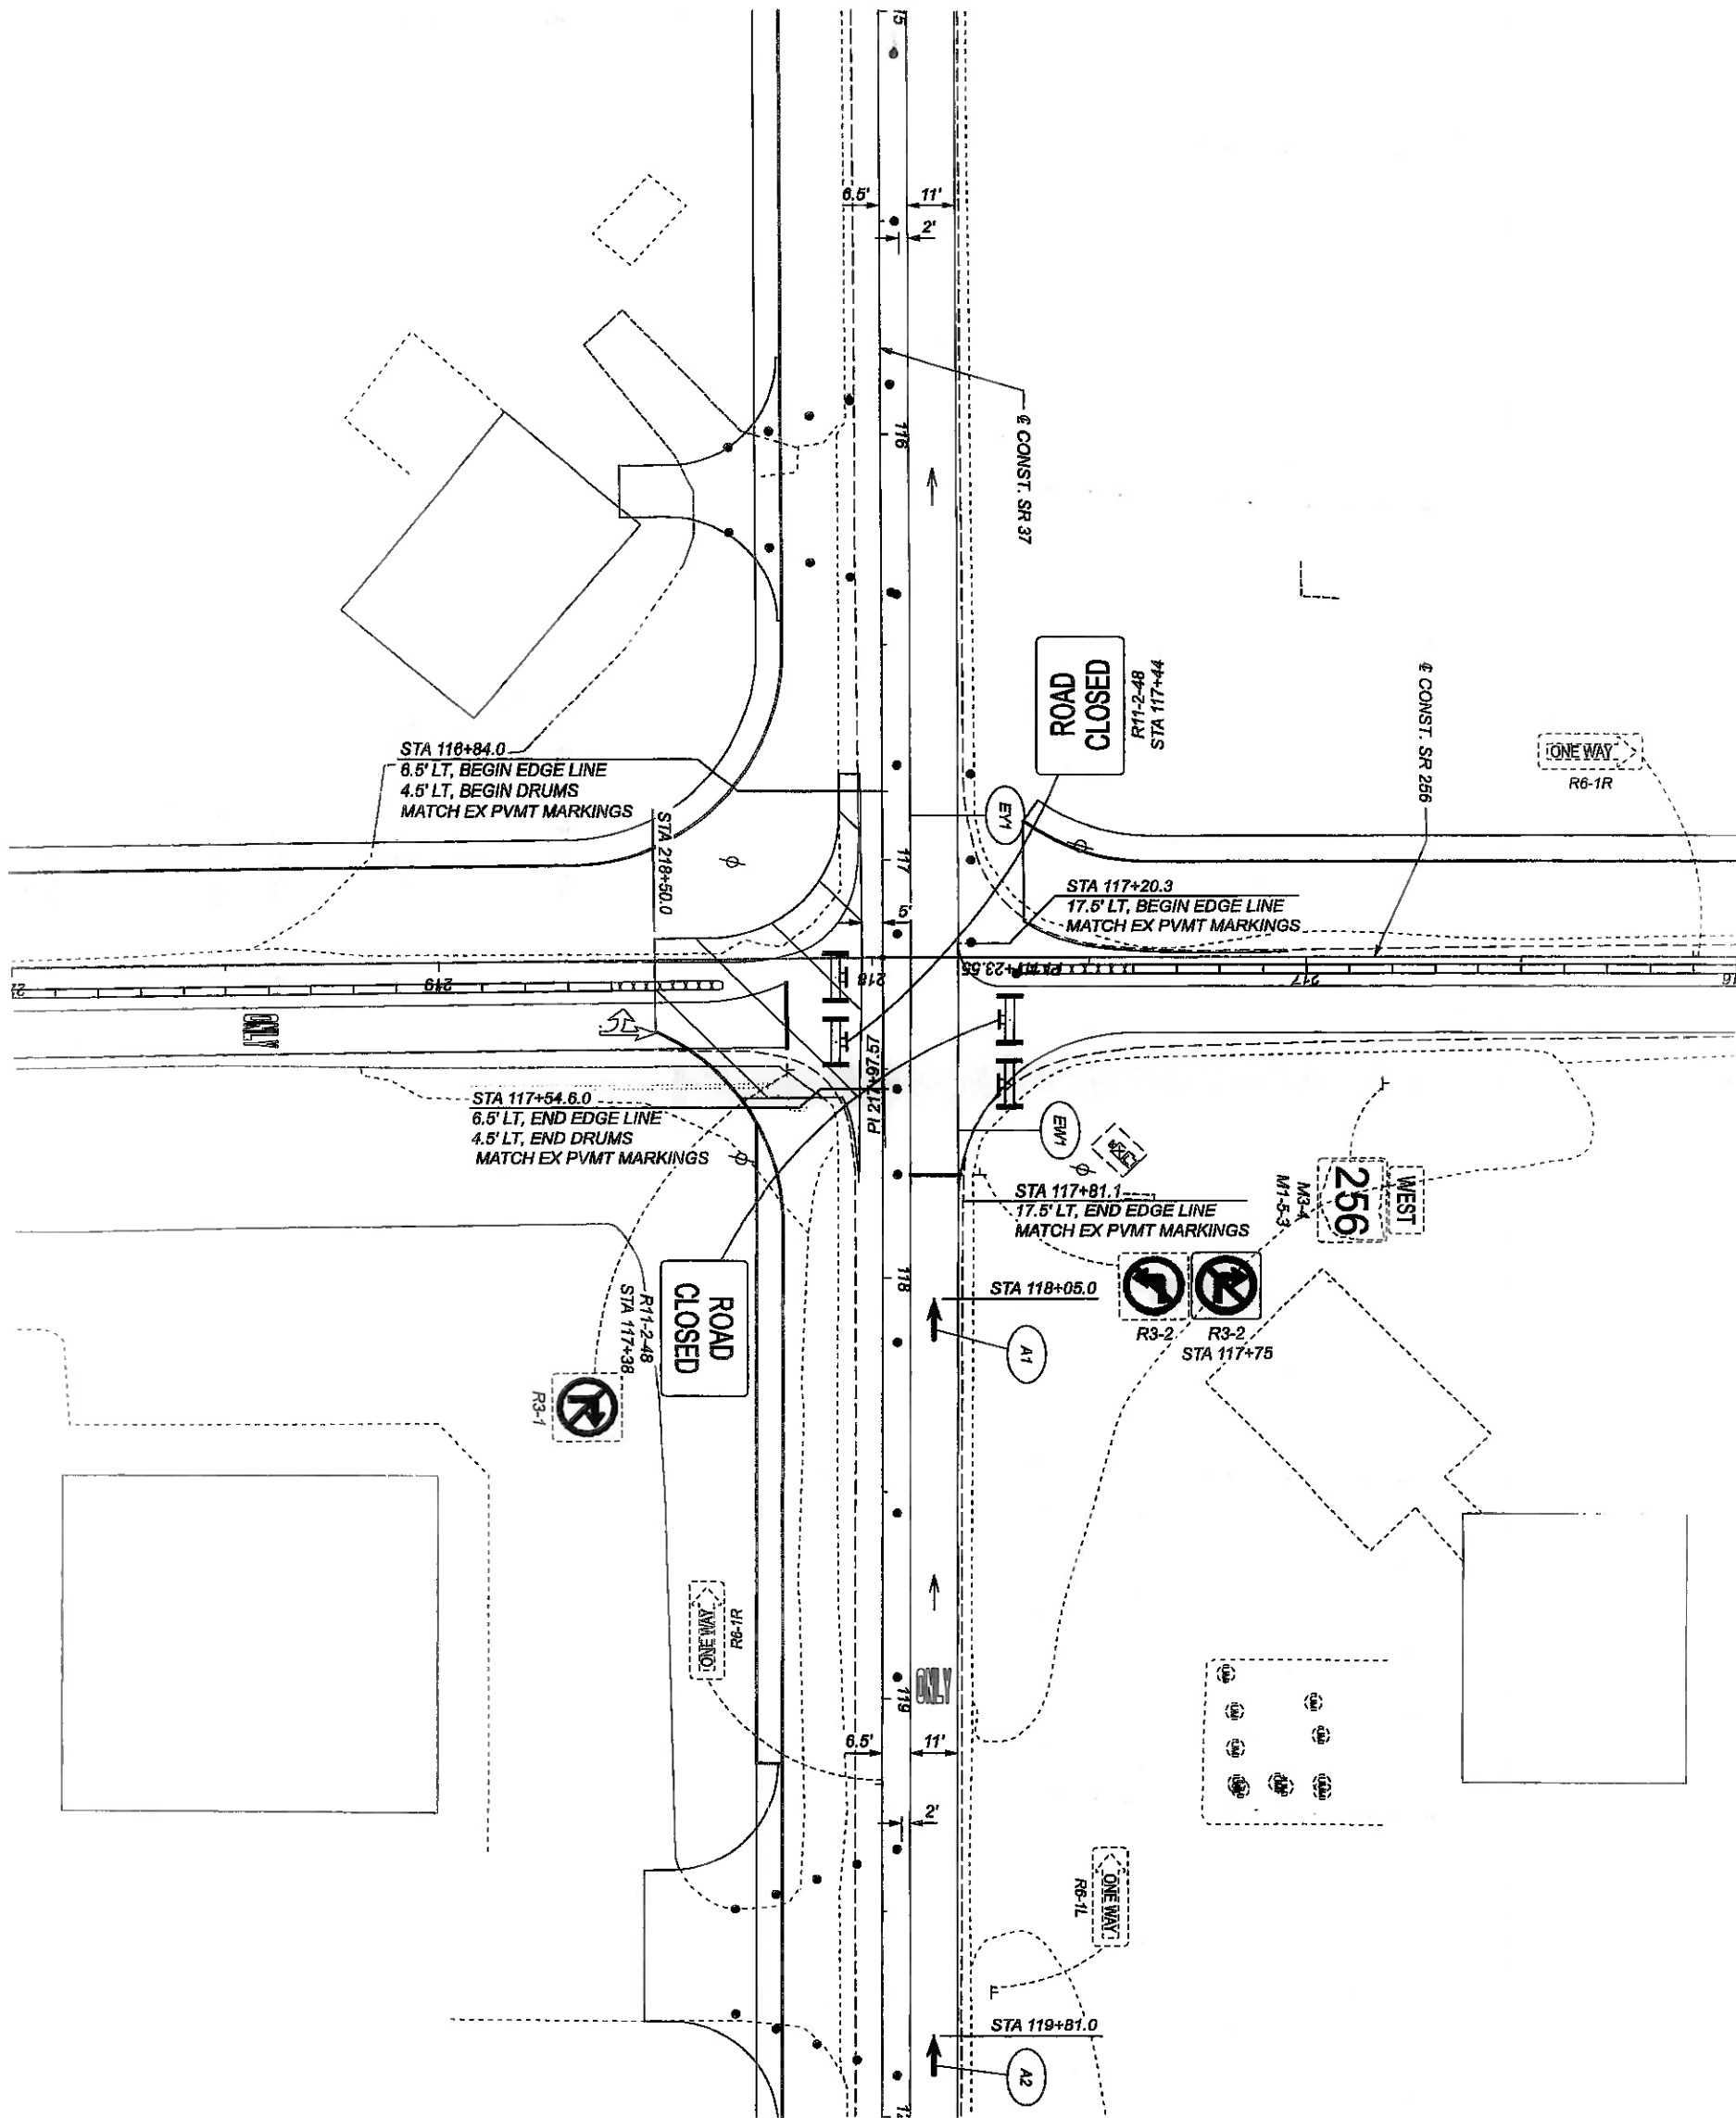 15
6.5'
11'
2'
116
℄ CONST. SR 37
ROAD
CLOSED
R11-2-48
STA 117+44
℄ CONST. SR 256
ONE WAY
R6-1R
STA 116+84.0
6.5' LT, BEGIN EDGE LINE
4.5' LT, BEGIN DRUMS
MATCH EX PVMT MARKINGS
STA 218+50.0
EY1
117
STA 117+20.3
17.5' LT, BEGIN EDGE LINE
MATCH EX PVMT MARKINGS
5'
219
218
217
ONLY
PI 217+97.57
STA 117+54.6.0
6.5' LT, END EDGE LINE
4.5' LT, END DRUMS
MATCH EX PVMT MARKINGS
EW1
STA 117+81.1
17.5' LT, END EDGE LINE
MATCH EX PVMT MARKINGS
WEST
256
M3-4
M1-5-3
118
STA 118+05.0
A1
R3-2
R3-2
STA 117+75
ROAD
CLOSED
R11-2-48
STA 117+38
R3-1
ONE WAY
R6-1R
ONLY
119
6.5'
11'
2'
ONE WAY
R6-1L
STA 119+81.0
A2